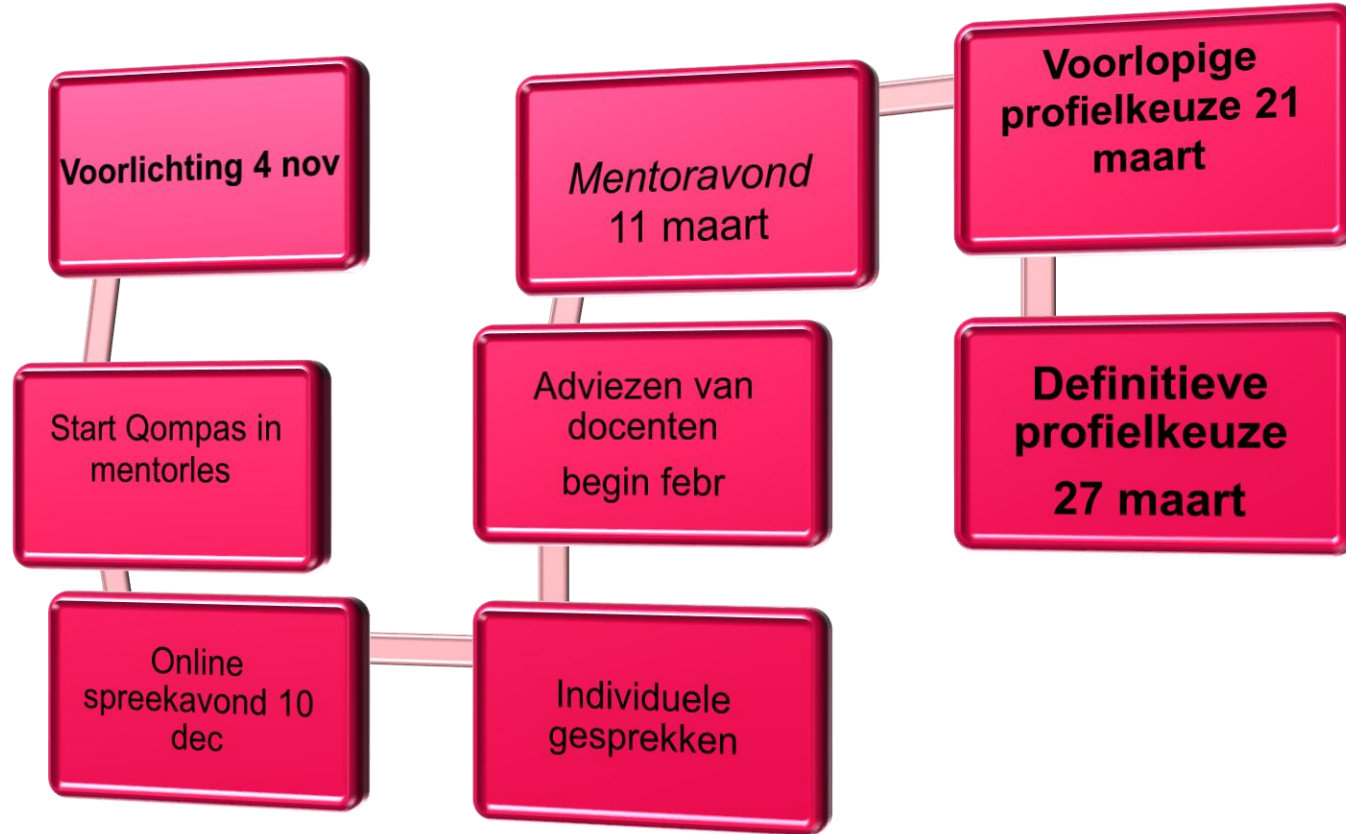 Voorlichting 4 nov
Start Qompas in
mentorles
Online
spreekavond 10
dec
Individuele
gesprekken
Adviezen van
docenten
begin febr
Mentoravond
11 maart
Voorlopige
profielkeuze 21
maart
Definitieve
profielkeuze
27 maart